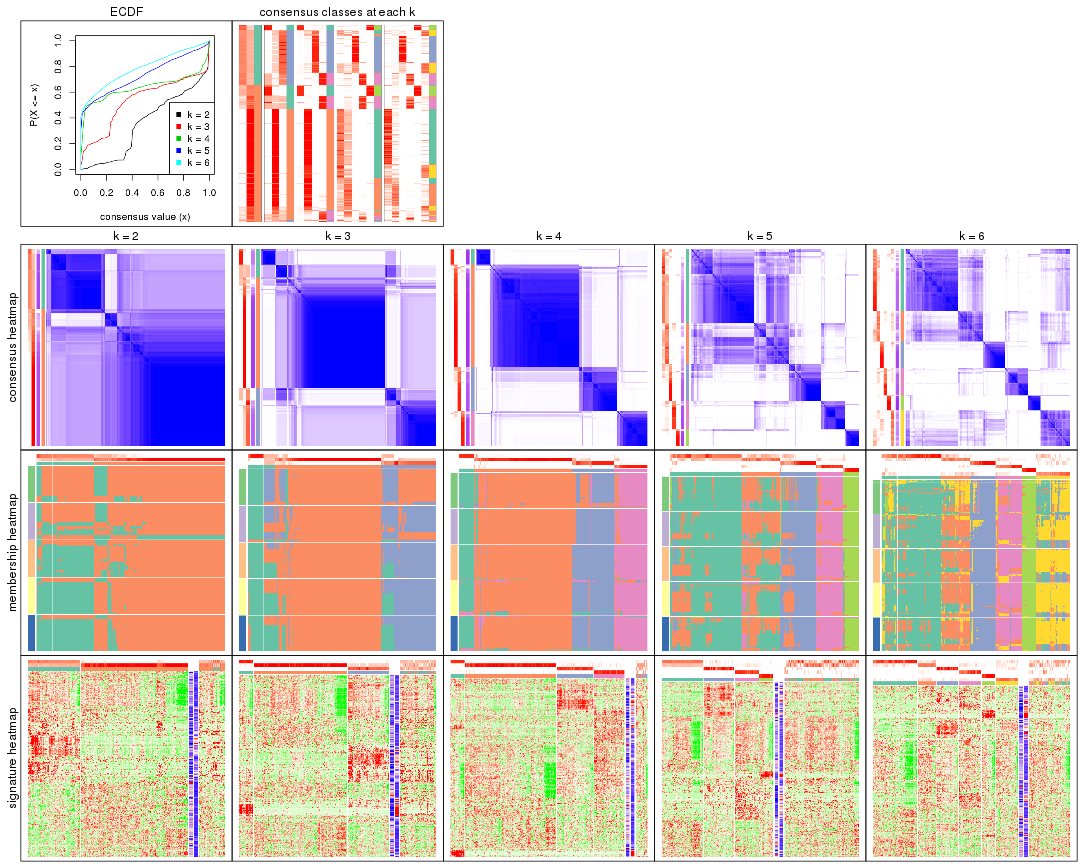 ECDF
consensus classes at each k
P(X <= x)
0.0 0.2 0.4 0.6 0.8 1.0
k = 2
k = 3
k = 4
k = 5
k = 6
0.0 0.2 0.4 0.6 0.8 1.0
consensus value (x)
k = 2
k = 3
k = 4
k = 5
k = 6
consensus heatmap
membership heatmap
signature heatmap